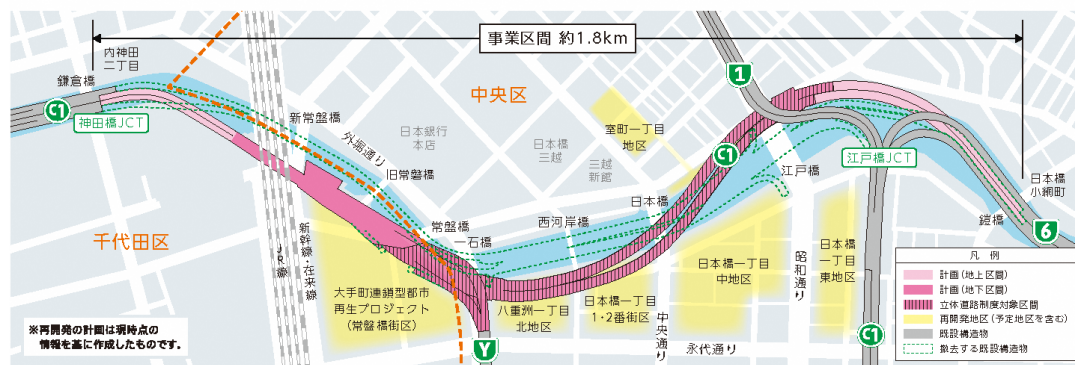 事業区間 約1.8km
内神田
二丁目
鎌倉橋
C1
神田橋JCT
新常盤橋
外堀通り
日本銀行
本店
旧常磐橋
中央区
日本橋
三越
三越
新館
室町一丁目
地区
1
C1
江戸橋
江戸橋JCT
日本橋
小網町
鎧橋
6
千代田区
JR線
新幹線・在来線
常盤橋
一石橋
西河岸橋
日本橋
大手町連鎖型都市
再生プロジェクト
(常盤橋街区)
八重洲一丁目
北地区
日本橋一丁目
1・2番街区
日本橋一丁目
中地区
日本橋
一丁目
東地区
昭和通り
中央通り
永代通り
Y
C1
※再開発の計画は現時点の
情報を基に作成したものです。
凡例
計画(地上区間)
計画(地下区間)
立体道路制度対象区間
再開発地区(予定地区を含む)
既設構造物
撤去する既設構造物